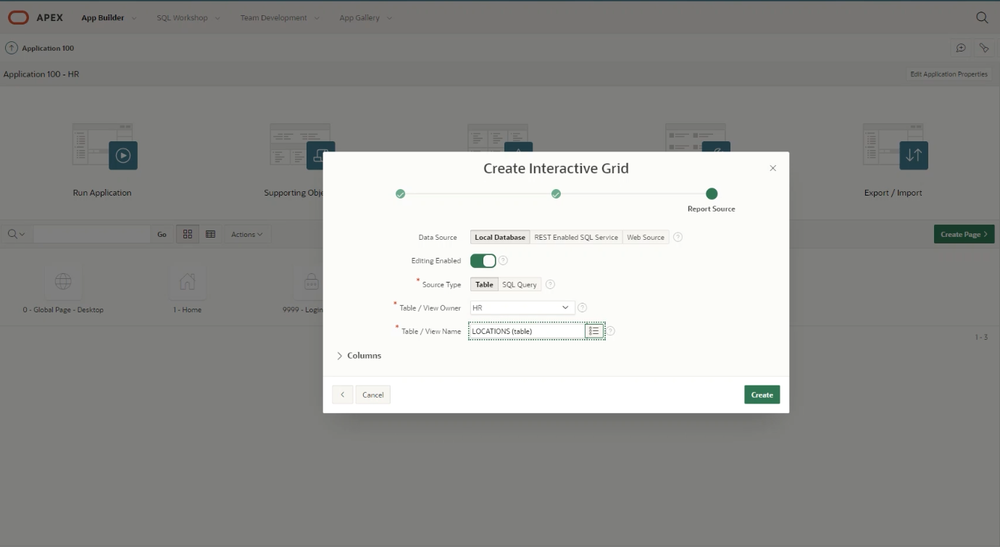 APEX App Builder SQL Workshop Team Development App Gallery
Application 100
Application 100 - HR
Edit Application Properties
Run Application
Supporting Obje
Export / Import
Go
Actions
Create Page
0 - Global Page - Desktop
1 - Home
9999 - Login
1 - 3
Create Interactive Grid
Report Source
Data Source Local Database REST Enabled SQL Service Web Source ?
Editing Enabled ?
* Source Type Table SQL Query ?
* Table / View Owner HR ?
* Table / View Name LOCATIONS (table) ?
Columns
Cancel
Create